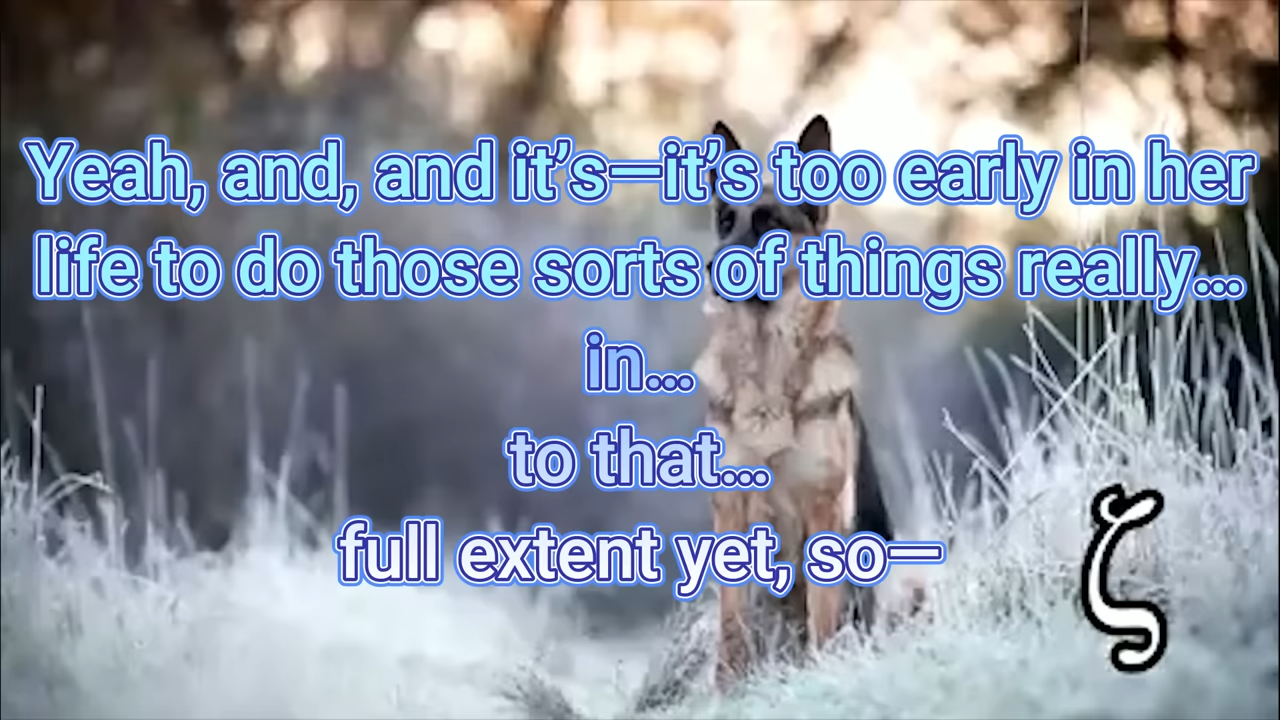 Yeah, and, and it’s—it’s too early in her
life to do those sorts of things really...
in...
to that...
full extent yet, so—
ζ